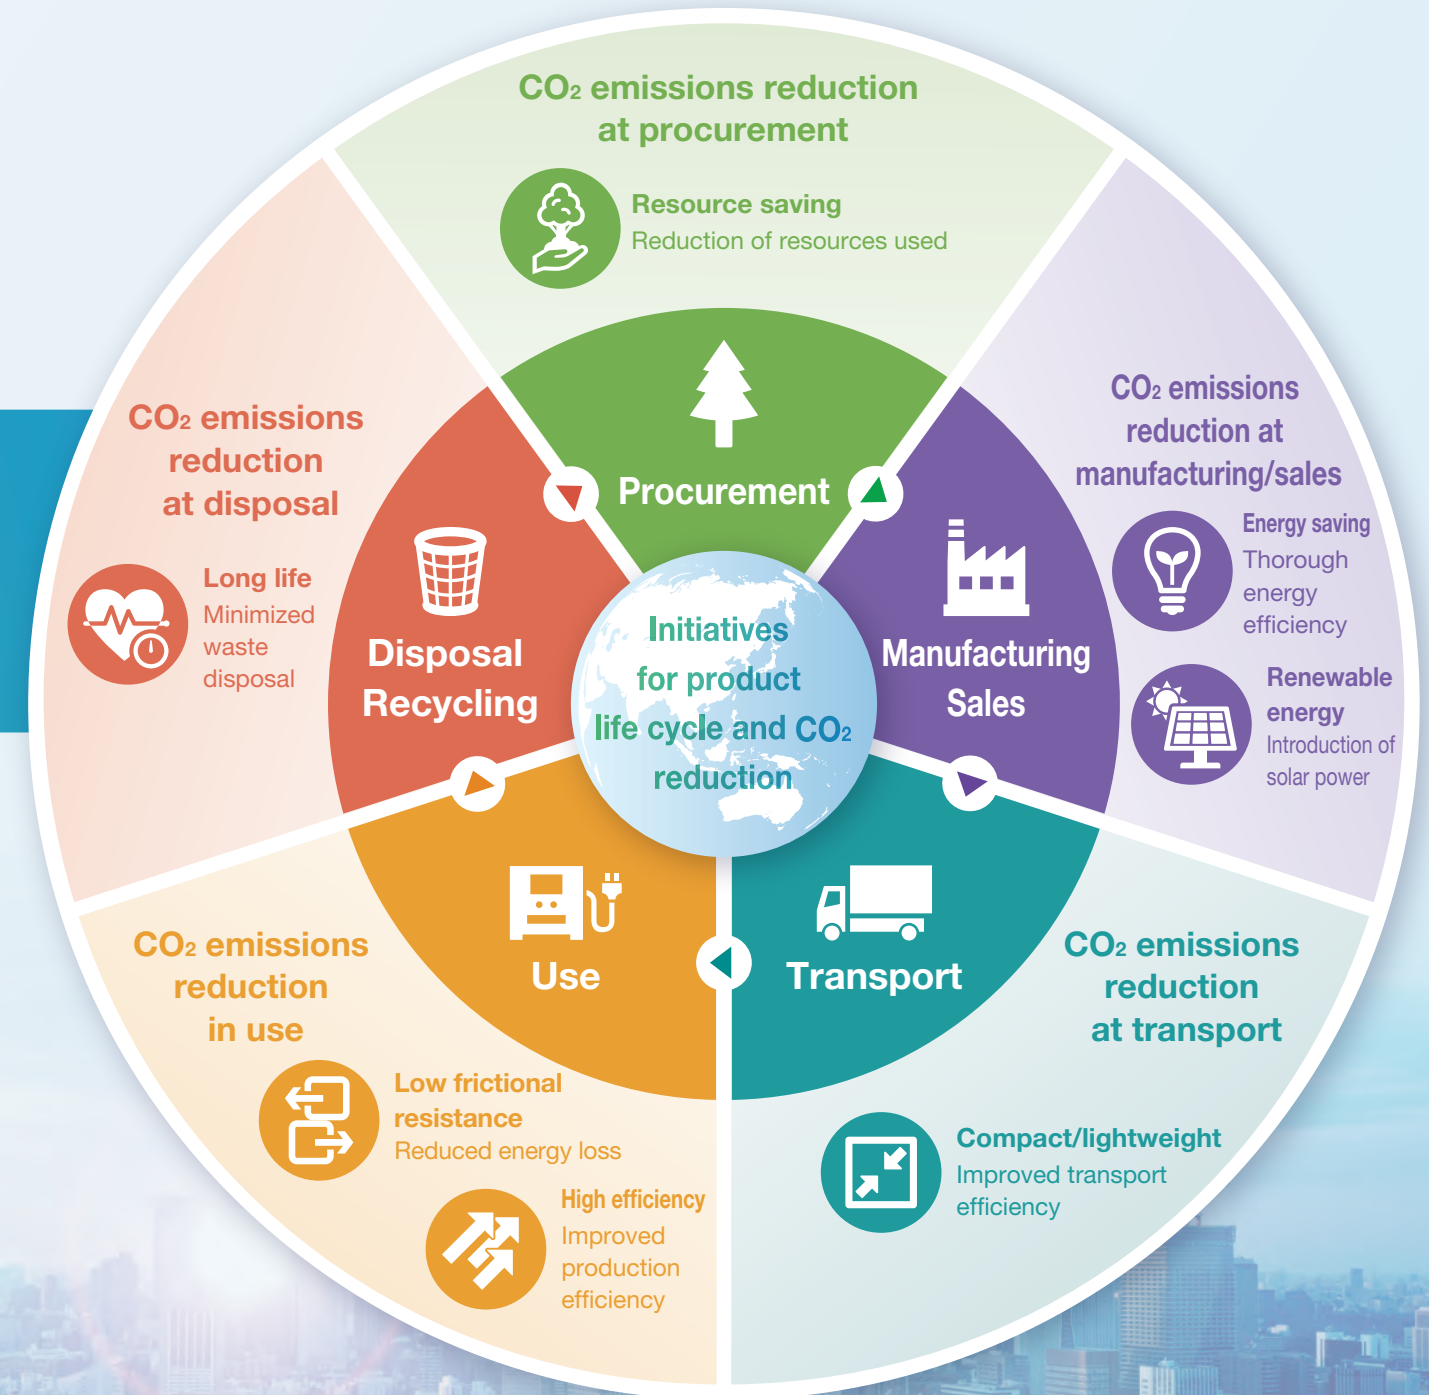 CO₂ emissions reduction
at procurement
Resource saving
Reduction of resources used
Procurement
CO₂ emissions
reduction at
manufacturing/sales
Energy saving
Thorough
energy
efficiency
Renewable
energy
Introduction of
solar power
Manufacturing
Sales
CO₂ emissions
reduction
at transport
Compact/lightweight
Improved transport
efficiency
Transport
CO₂ emissions
reduction
in use
Low frictional
resistance
Reduced energy loss
High efficiency
Improved
production
efficiency
Use
CO₂ emissions
reduction
at disposal
Long life
Minimized
waste
disposal
Disposal
Recycling
Initiatives
for product
life cycle and CO₂
reduction